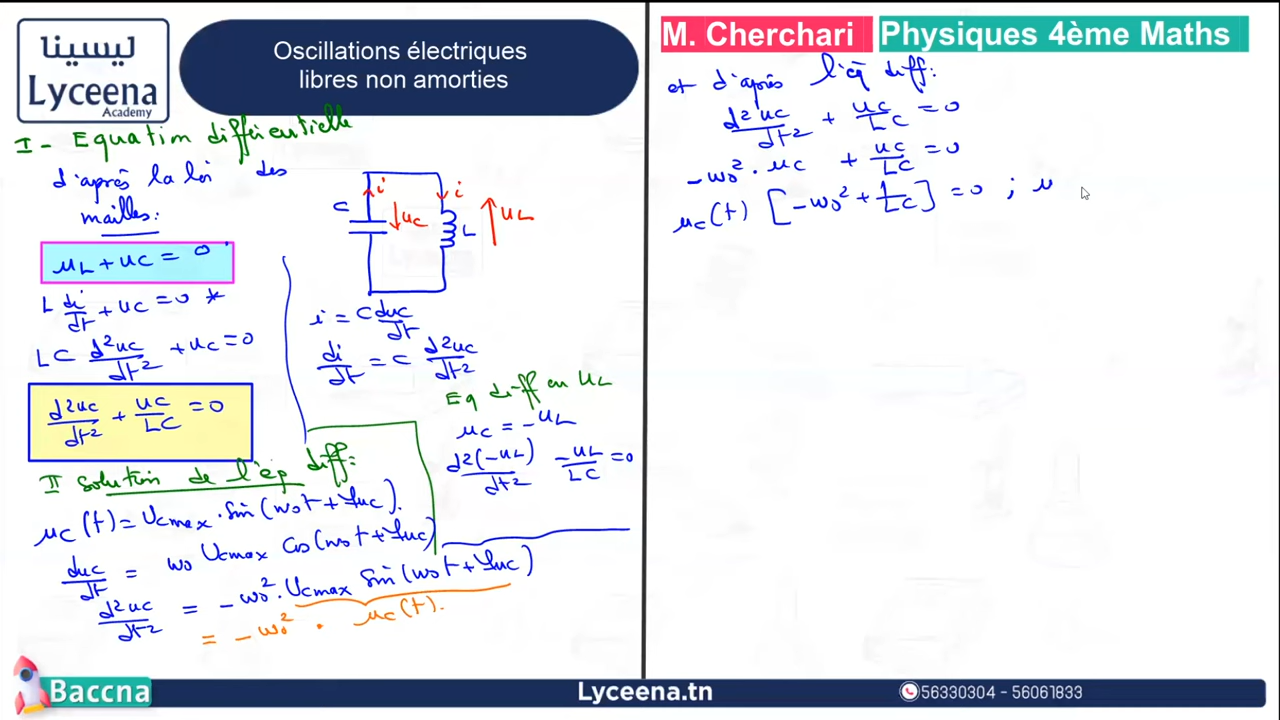 ليسينا
Lyceena
Academy
Oscillations électriques
libres non amorties
I - Equation différentielle
d'après la loi des
mailles:
uL + uc = 0
L di/dt + uc = 0 *
LC d²uc/dt² + uc = 0
d²uc/dt² + uc/LC = 0
C
i
uc
i
L
uL
i = C duc/dt
di/dt = C d²uc/dt²
Eq diff en UL
uc = -uL
d²(-uL)/dt² -uL/LC = 0
II Solution de l'éq diff:
uc(t) = Ucmax . sin(ω0t + φuc).
duc/dt = ω0 Ucmax cos(ω0t + φuc)
d²uc/dt² = -ω0² . Ucmax sin(ω0t + φuc)
= -ω0² . uc(t).
Baccna
M. Cherchari Physiques 4ème Maths
et d'après l'éq diff:
d²uc/dt² + uc/LC = 0
-ω0² . uc + uc/LC = 0
uc(t) [-ω0² + 1/LC] = 0 ; u
Lyceena.tn
56330304 - 56061833